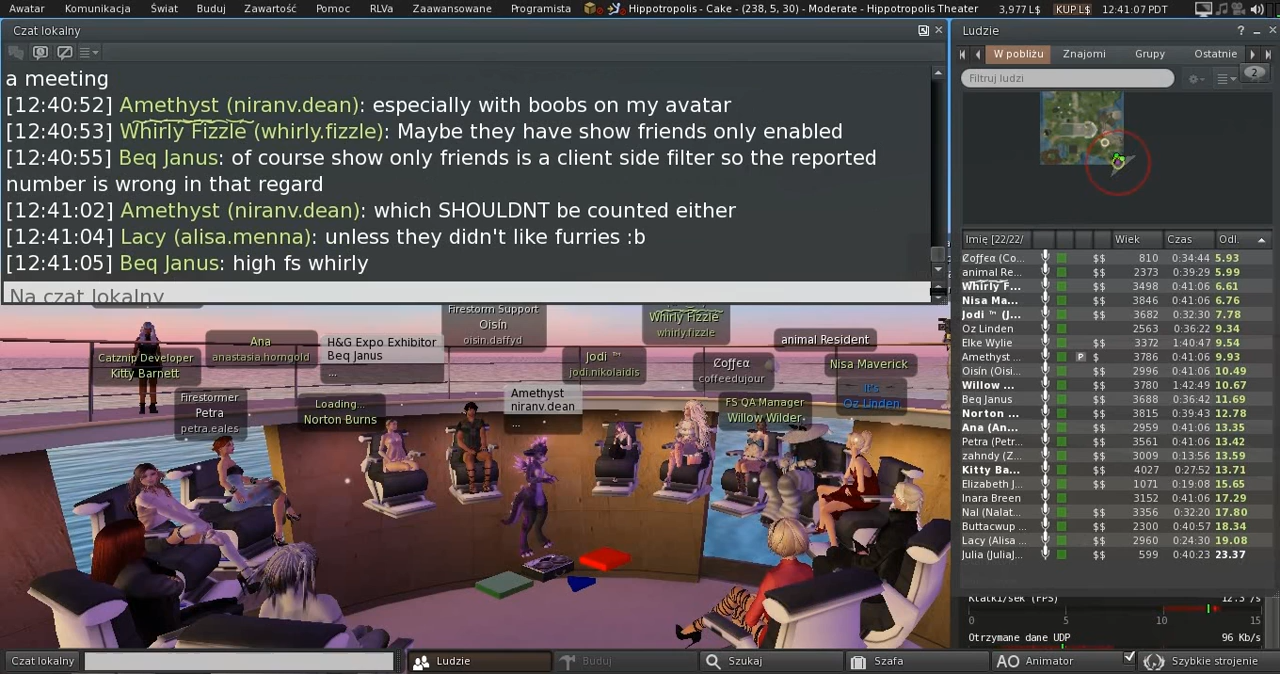 Awatar Komunikacja Świat Buduj Zawartość Pomoc RLVa Zaawansowane Programista Hippotropolis - Cake - (238, 5, 30) - Moderate - Hippotropolis Theater 3,977 L$ KUP L$ 12:41:07 PDT
Czat lokalny
a meeting
[12:40:52] Amethyst (niranv.dean): especially with boobs on my avatar
[12:40:53] Whirly Fizzle (whirly.fizzle): Maybe they have show friends only enabled
[12:40:55] Beq Janus: of course show only friends is a client side filter so the reported
number is wrong in that regard
[12:41:02] Amethyst (niranv.dean): which SHOULDNT be counted either
[12:41:04] Lacy (alisa.menna): unless they didn't like furries :b
[12:41:05] Beq Janus: high fs whirly
Na czat lokalny
Catznip Developer
Kitty Barnett
Ana
anastasia.horngold
H&G Expo Exhibitor
Beq Janus
...
Firestorm Support
Oisín
oisin.daffyd
Whirly Fizzle
whirly.fizzle
Jodi ™
jodi.nikolaidis
animal Resident
Ȼøffєα
coffeedujour
Nisa Maverick
Firestormer
Petra
petra.eales
Loading...
Norton Burns
Amethyst
niranv.dean
...
FS QA Manager
Willow Wilder
It's
Oz Linden
Ludzie
W pobliżu Znajomi Grupy Ostatnie
2
Filtruj ludzi
Imię [22/22/ Wiek Czas Odl.
Ȼøffєα (Co... $$ 810 0:34:44 5.93
animal Re... $$ 2373 0:39:29 5.99
Whirly F... $$ 3498 0:41:06 6.61
Nisa Ma... $$ 3846 0:41:06 6.76
Jodi ™ (J... $$ 3682 0:32:30 7.78
Oz Linden 2563 0:36:22 9.34
Elke Wylie $$ 3372 1:40:47 9.54
Amethyst ... P $ 3786 0:41:06 9.93
Oisín (Oisi... $$ 2996 0:41:06 10.49
Willow ... $$ 3780 1:42:49 10.67
Beq Janus $$ 3688 0:36:42 11.69
Norton ... $$ 3815 0:39:43 12.78
Ana (An... $$ 2959 0:41:06 13.35
Petra (Petr... $$ 3561 0:41:06 13.42
zahndy (Z... $$ 3009 0:13:56 13.59
Kitty Ba... $$ 4027 0:27:52 13.71
Elizabeth J... $$ 1071 0:19:08 15.65
Inara Breen 3152 0:41:06 17.29
Nal (Nalat... $$ 3356 0:32:20 17.80
Buttacwup ... $$ 2300 0:40:57 18.34
Lacy (Alisa ... $$ 2960 0:24:30 19.08
Julia (JuliaJ... $$ 599 0:40:23 23.37
Klatki/sek (FPS) 12.3 /s
0 5 10 15
Otrzymane dane UDP 96 Kb/s
Czat lokalny Ludzie Buduj Szukaj Szafa AO Animator Szybkie strojenie